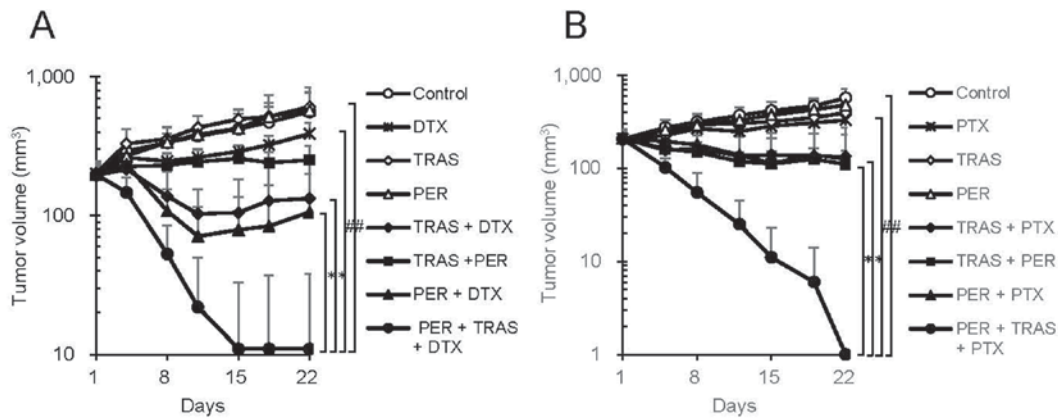 A
Tumor volume (mm³)
1,000
100
10
1
8
15
22
Days
Control
DTX
TRAS
PER
TRAS + DTX
TRAS +PER
PER + DTX
PER + TRAS
+ DTX
**
##
B
Tumor volume (mm³)
1,000
100
10
1
1
8
15
22
Days
Control
PTX
TRAS
PER
TRAS + PTX
TRAS + PER
PER + PTX
PER + TRAS
+ PTX
**
##